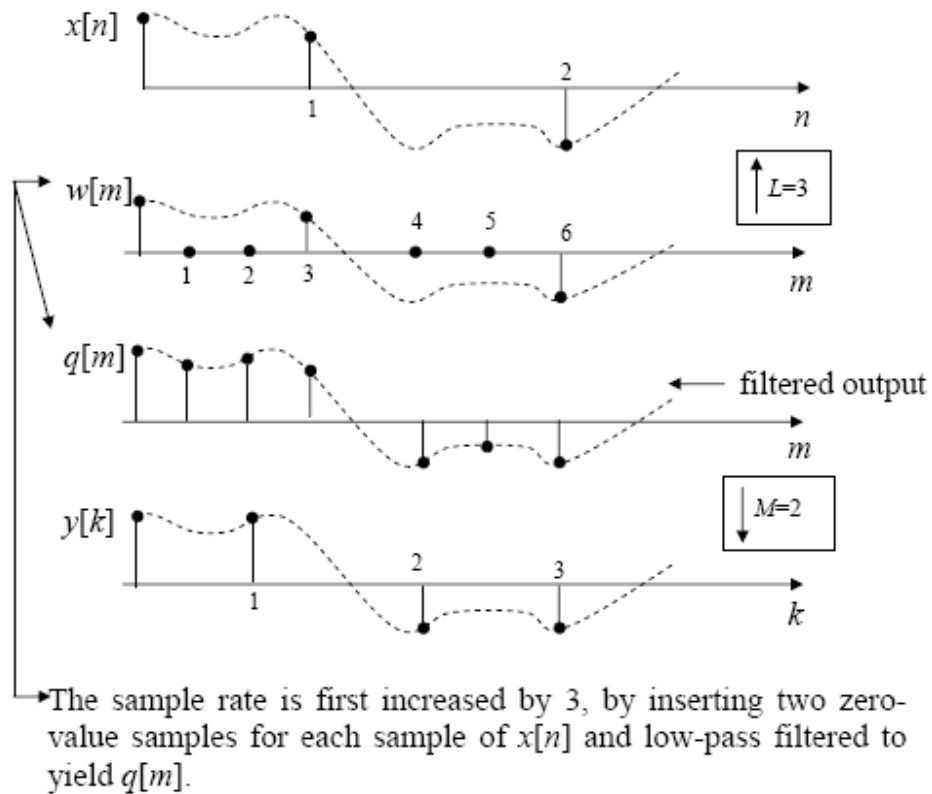 x[n]
1
2
n
L=3
w[m]
1
2
3
4
5
6
m
q[m]
filtered output
m
M=2
y[k]
1
2
3
k
The sample rate is first increased by 3, by inserting two zero-
value samples for each sample of x[n] and low-pass filtered to
yield q[m].